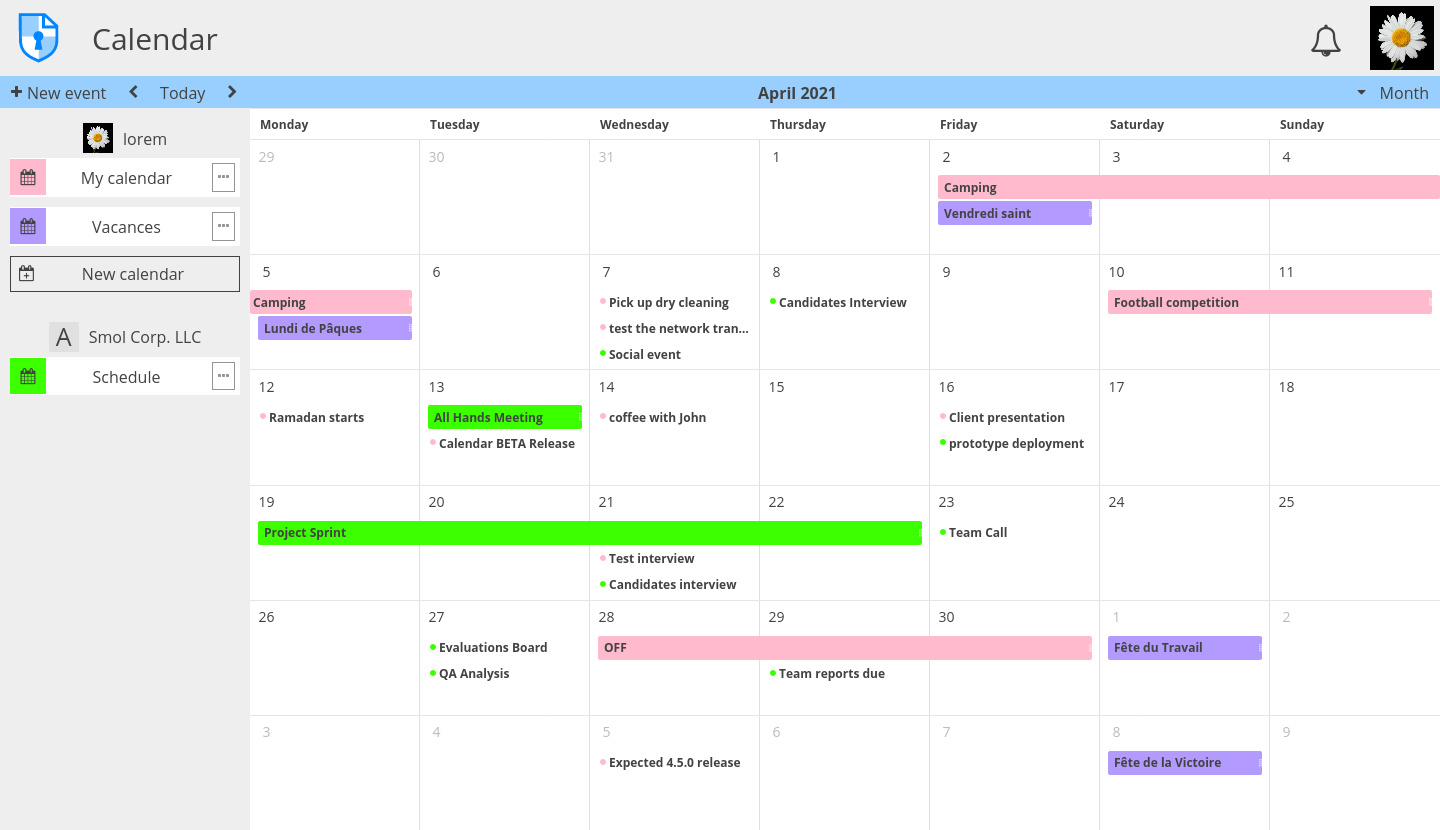 Calendar
New event Today April 2021 Month
lorem
My calendar
Vacances
New calendar
A Smol Corp. LLC
Schedule
Monday Tuesday Wednesday Thursday Friday Saturday Sunday
29 30 31 1 2 3 4
Camping
Vendredi saint
5 6 7 8 9 10 11
Camping Pick up dry cleaning Candidates Interview Football competition
Lundi de Pâques test the network tran...
Social event
12 13 14 15 16 17 18
Ramadan starts All Hands Meeting coffee with John Client presentation
Calendar BETA Release prototype deployment
19 20 21 22 23 24 25
Project Sprint Team Call
Test interview
Candidates interview
26 27 28 29 30 1 2
Evaluations Board OFF Fête du Travail
QA Analysis Team reports due
3 4 5 6 7 8 9
Expected 4.5.0 release Fête de la Victoire